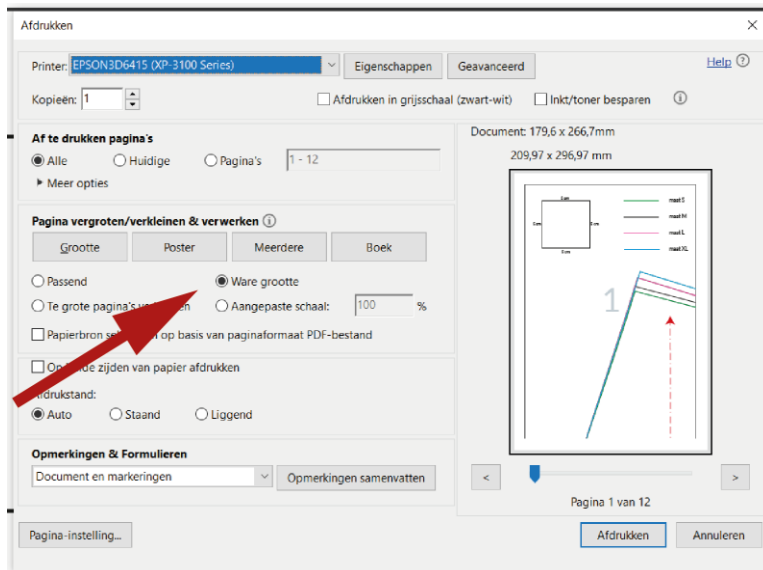 Afdrukken
Printer: EPSON3D6415 (XP-3100 Series) Eigenschappen Geavanceerd Help
Kopieën: 1 Afdrukken in grijsschaal (zwart-wit) Inkt/toner besparen
Af te drukken pagina's
Alle Huidige Pagina's 1 - 12
Meer opties
Pagina vergroten/verkleinen & verwerken
Grootte Poster Meerdere Boek
Passend Ware grootte
Te grote pagina's Aangepaste schaal: 100 %
Papierbron op basis van paginaformaat PDF-bestand
zijden van papier afdrukken
Auto Staand Liggend
Opmerkingen & Formulieren
Document en markeringen Opmerkingen samenvatten
Pagina-instelling...
Document: 179,6 x 266,7mm
209,97 x 296,97 mm
maat S
maat M
maat L
maat XL
1
< >
Pagina 1 van 12
Afdrukken Annuleren